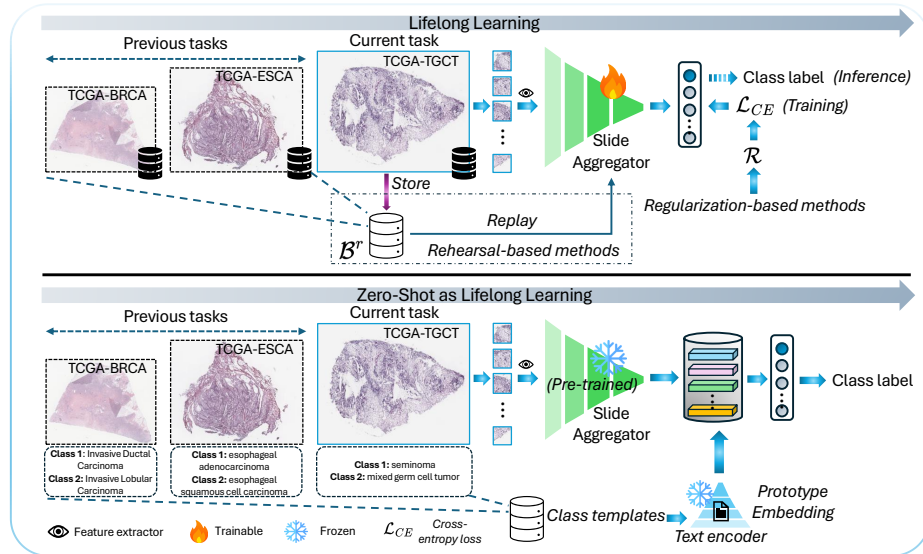 Lifelong Learning
Previous tasks
Current task
TCGA-BRCA
TCGA-ESCA
TCGA-TGCT
Slide
Aggregator
Class label (Inference)
ℒ_CE (Training)
ℛ
Regularization-based methods
Store
Replay
ℬ^r
Rehearsal-based methods
Zero-Shot as Lifelong Learning
Previous tasks
Current task
TCGA-BRCA
TCGA-ESCA
TCGA-TGCT
(Pre-trained)
Slide
Aggregator
Class label
Class 1: Invasive Ductal
Carcinoma
Class 2: Invasive Lobular
Carcinoma
Class 1: esophageal
adenocarcinoma
Class 2: esophageal
squamous cell carcinoma
Class 1: seminoma
Class 2: mixed germ cell tumor
Class templates
Prototype
Embedding
Text encoder
Feature extractor
Trainable
Frozen
ℒ_CE Cross-
entropy loss